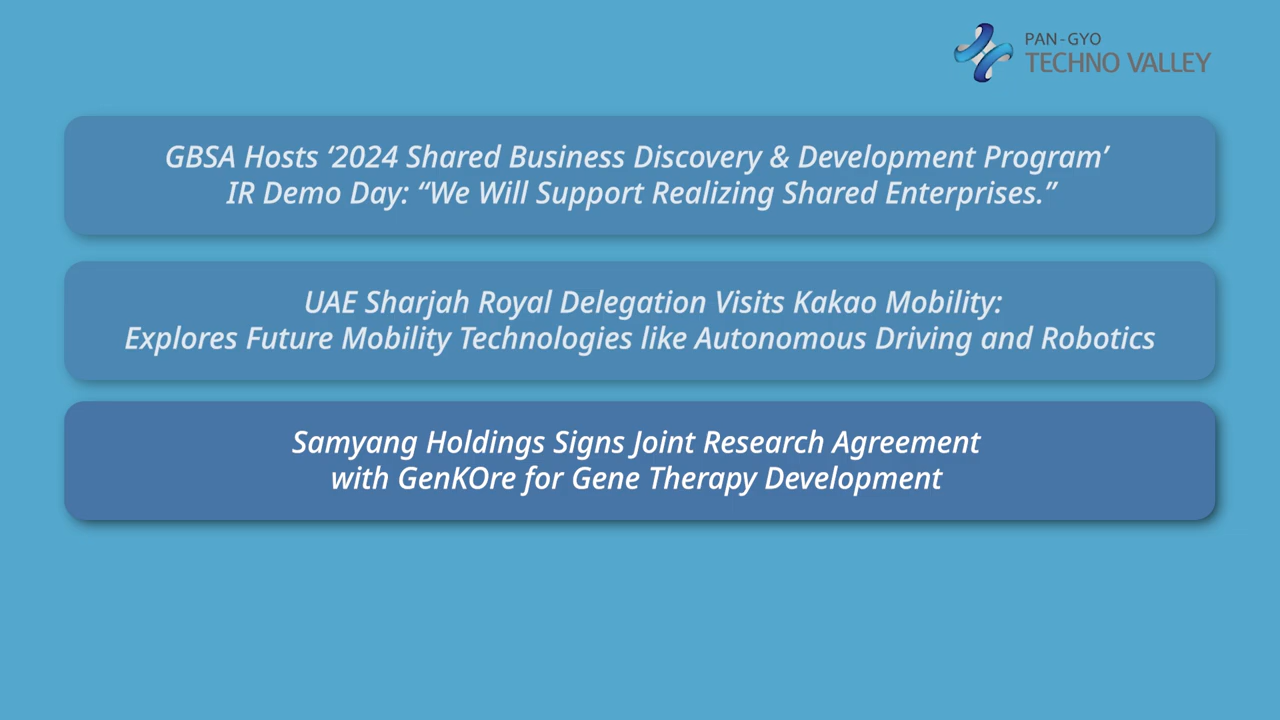 PAN-GYO
TECHNO VALLEY
GBSA Hosts ‘2024 Shared Business Discovery & Development Program’
IR Demo Day: “We Will Support Realizing Shared Enterprises.”
UAE Sharjah Royal Delegation Visits Kakao Mobility:
Explores Future Mobility Technologies like Autonomous Driving and Robotics
Samyang Holdings Signs Joint Research Agreement
with GenKOre for Gene Therapy Development